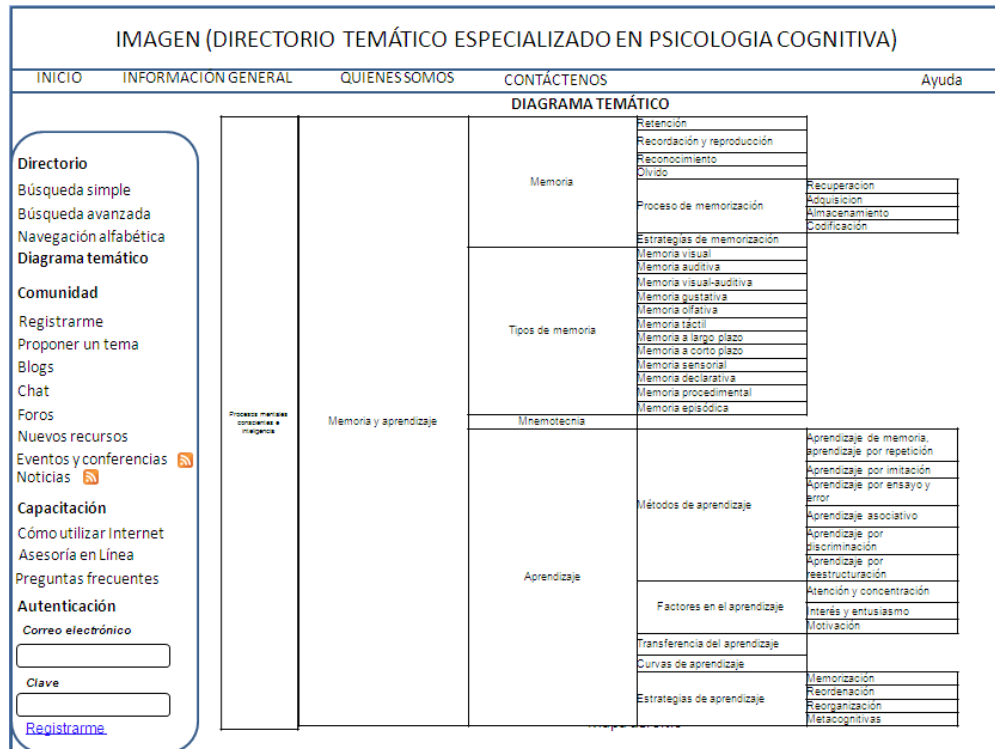 IMAGEN (DIRECTORIO TEMÁTICO ESPECIALIZADO EN PSICOLOGIA COGNITIVA)
INICIO INFORMACIÓN GENERAL QUIENES SOMOS CONTÁCTENOS Ayuda
DIAGRAMA TEMÁTICO
Directorio
Búsqueda simple
Búsqueda avanzada
Navegación alfabética
Diagrama temático
Comunidad
Registrarme
Proponer un tema
Blogs
Chat
Foros
Nuevos recursos
Eventos y conferencias
Noticias
Capacitación
Cómo utilizar Internet
Asesoría en Línea
Preguntas frecuentes
Autenticación
Correo electrónico
Clave
Registrarme
Procesos mentales
conscientes e
inteligencia
Memoria y aprendizaje
Memoria
Retención
Recordación y reproducción
Reconocimiento
Olvido
Proceso de memorización
Recuperacion
Adquisicion
Almacenamiento
Codificación
Estrategías de memorización
Tipos de memoria
Memoria visual
Memoria auditiva
Memoria visual-auditiva
Memoria gustativa
Memoria olfativa
Memoria táctil
Memoria a largo plazo
Memoria a corto plazo
Memoria sensorial
Memoria declarativa
Memoria procedimental
Memoria episódica
Mnemotecnia
Aprendizaje
Métodos de aprendizaje
Aprendizaje de memoria,
aprendizaje por repetición
Aprendizaje por imitación
Aprendizaje por ensayo y
error
Aprendizaje asociativo
Aprendizaje por
discriminación
Aprendizaje por
reestructuración
Factores en el aprendizaje
Atención y concentración
Interés y entusiasmo
Motivación
Transferencia del aprendizaje
Curvas de aprendizaje
Estrategias de aprendizaje
Memorización
Reordenación
Reorganización
Metacognitivas